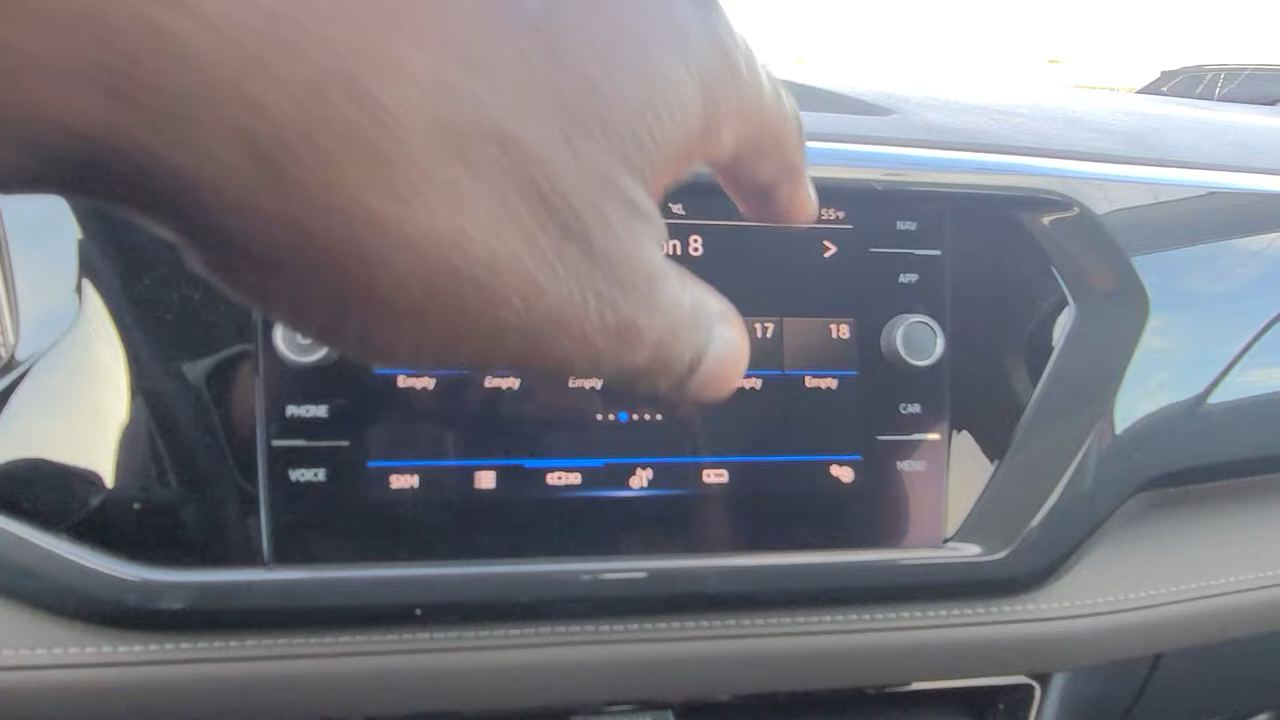 55°F
NAV
on 8 >
APP
17 18
Empty Empty Empty Empty
PHONE
CAR
VOICE
MENU
SXM